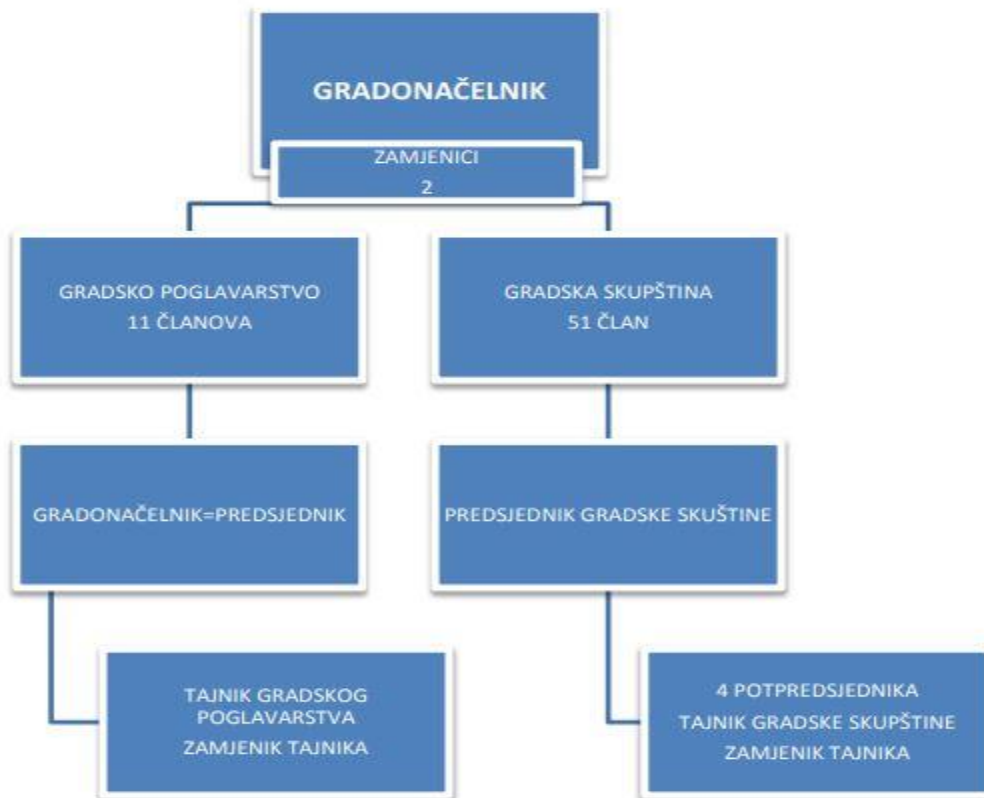 GRADONAČELNIK
ZAMJENICI
2
GRADSKO POGLAVARSTVO
11 ČLANOVA
GRADSKA SKUPŠTINA
51 ČLAN
GRADONAČELNIK=PREDSJEDNIK
PREDSJEDNIK GRADSKE SKUŠTINE
TAJNIK GRADSKOG
POGLAVARSTVA
ZAMJENIK TAJNIKA
4 POTPREDSJEDNIKA
TAJNIK GRADSKE SKUPŠTINE
ZAMJENIK TAJNIKA